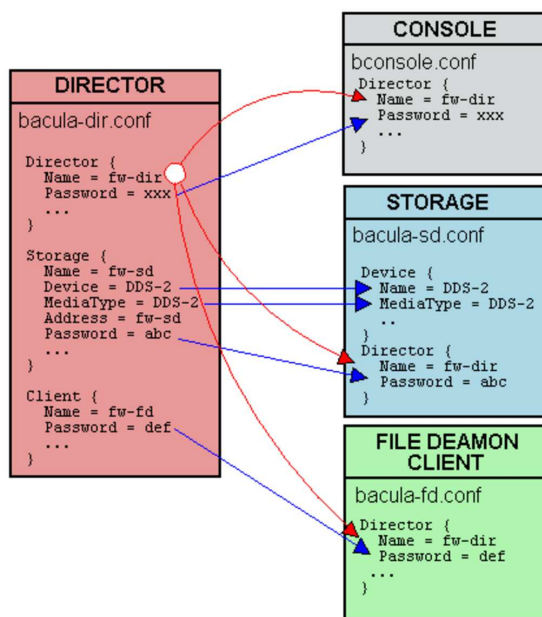 DIRECTOR
bacula-dir.conf
Director {
Name = fw-dir
Password = xxx
...
}
Storage {
Name = fw-sd
Device = DDS-2
MediaType = DDS-2
Address = fw-sd
Password = abc
...
}
Client {
Name = fw-fd
Password = def
...
}
CONSOLE
bconsole.conf
Director {
Name = fw-dir
Password = xxx
...
}
STORAGE
bacula-sd.conf
Device {
Name = DDS-2
MediaType = DDS-2
..
}
Director {
Name = fw-dir
Password = abc
}
FILE DEAMON
CLIENT
bacula-fd.conf
Director {
Name = fw-dir
Password = def
...
}